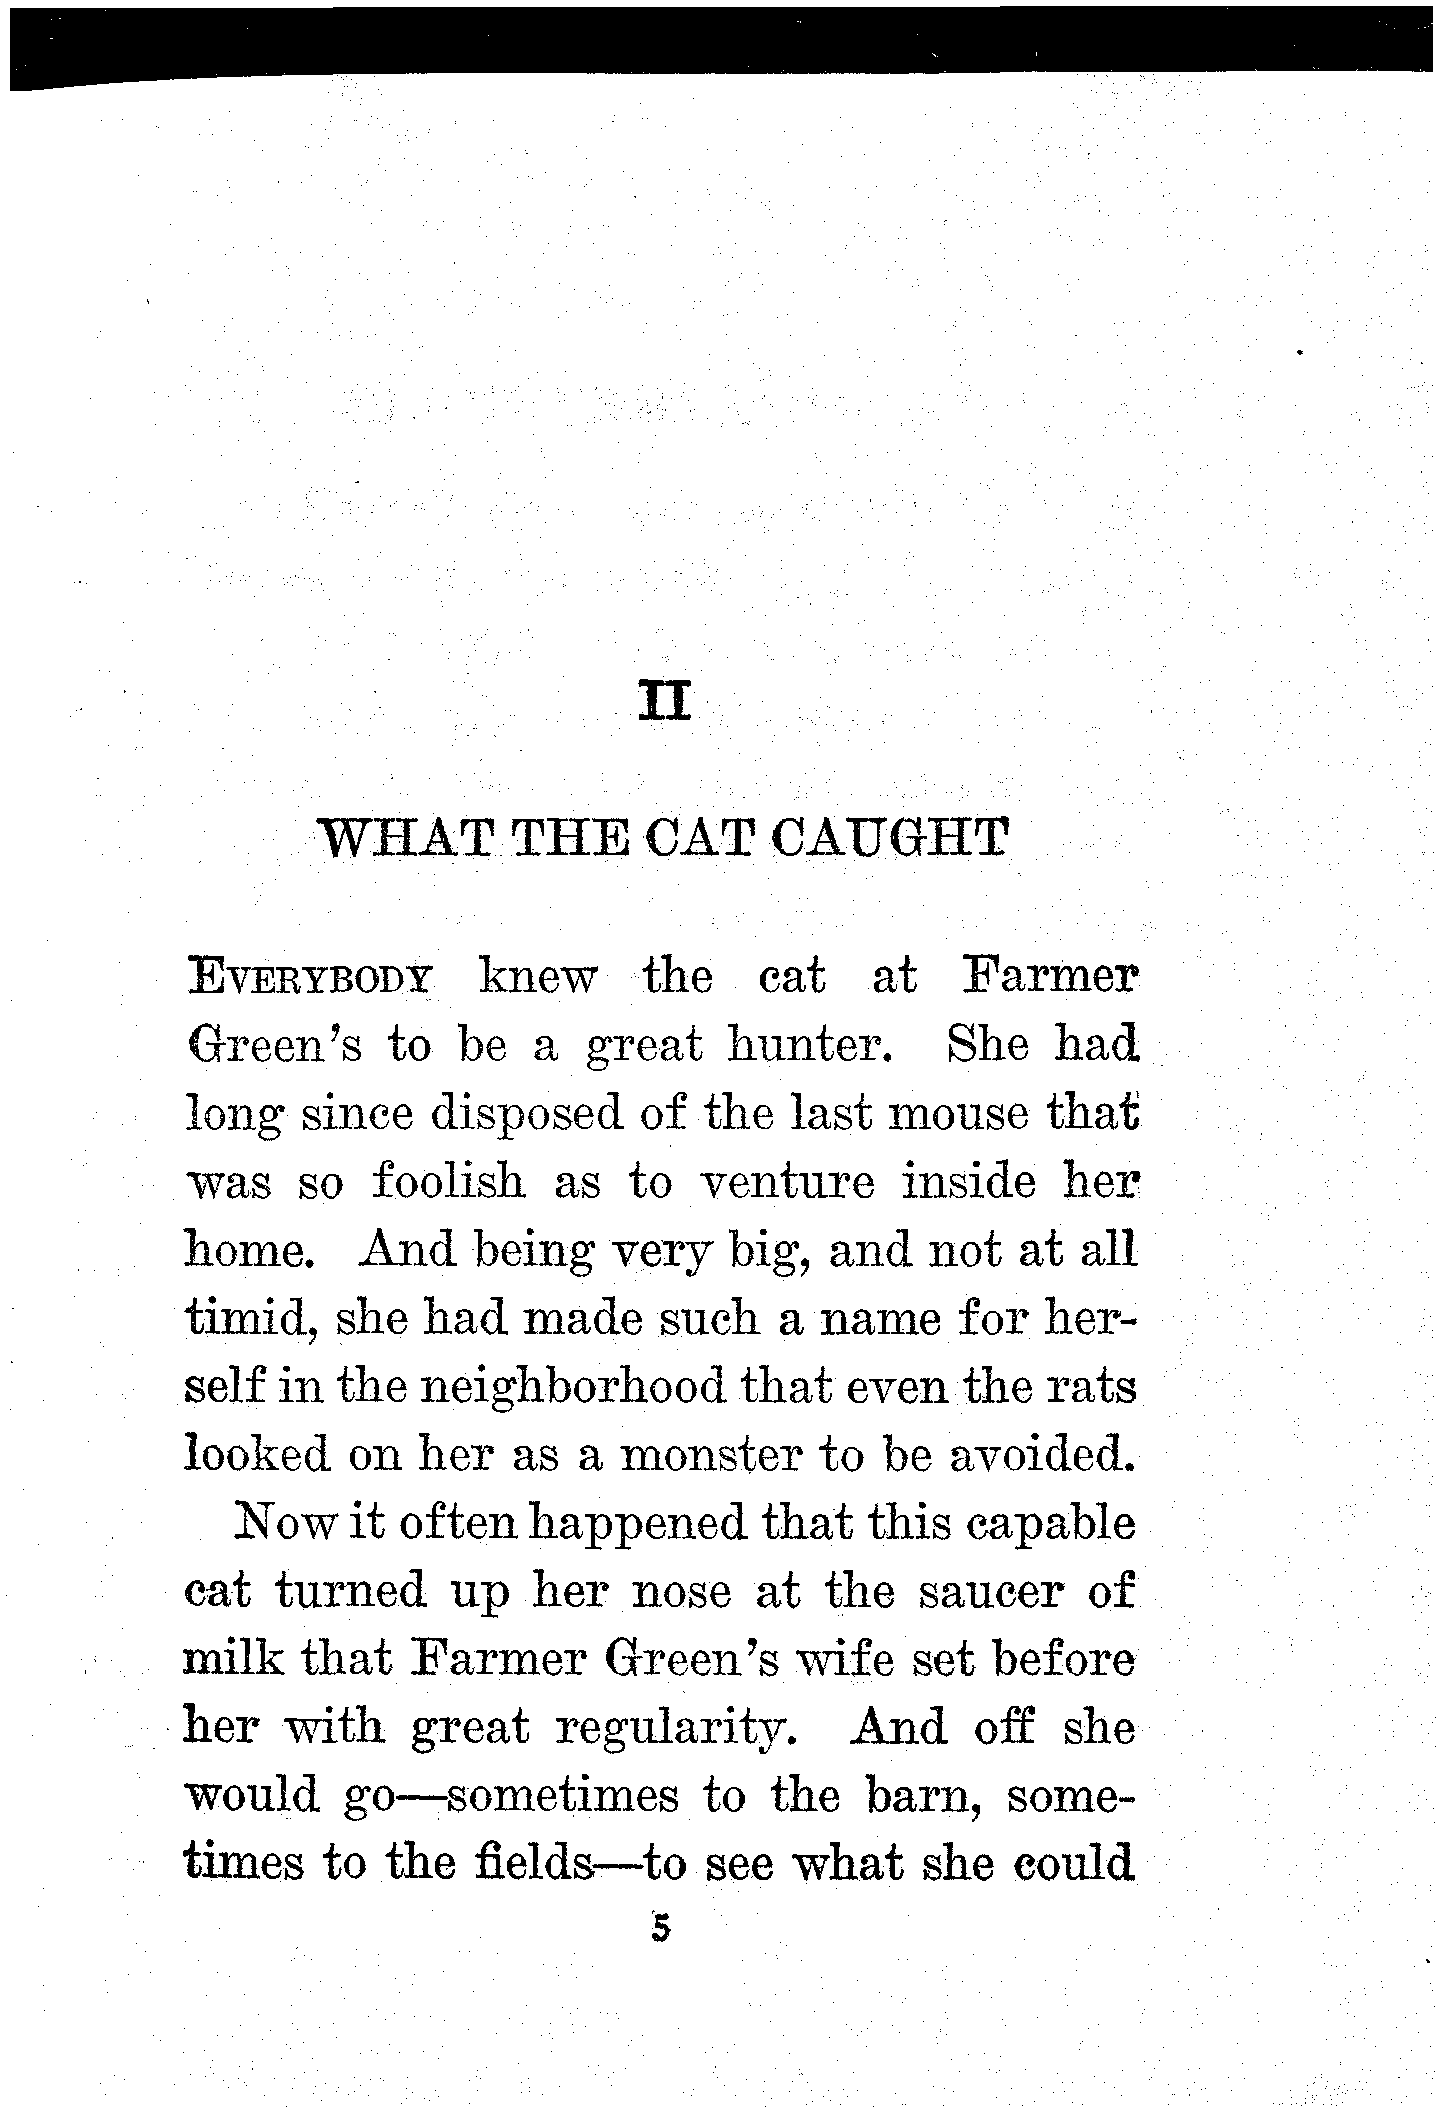 II
WHAT THE CAT CAUGHT
EVERYBODY knew the cat at Farmer
Green's to be a great hunter. She had
long since disposed of the last mouse that
was so foolish as to venture inside her
home. And being very big, and not at all
timid, she had made such a name for her-
self in the neighborhood that even the rats
looked on her as a monster to be avoided.
Now it often happened that this capable
cat turned up her nose at the saucer of
milk that Farmer Green's wife set before
her with great regularity. And off she
would go—sometimes to the barn, some-
times to the fields—to see what she could
5